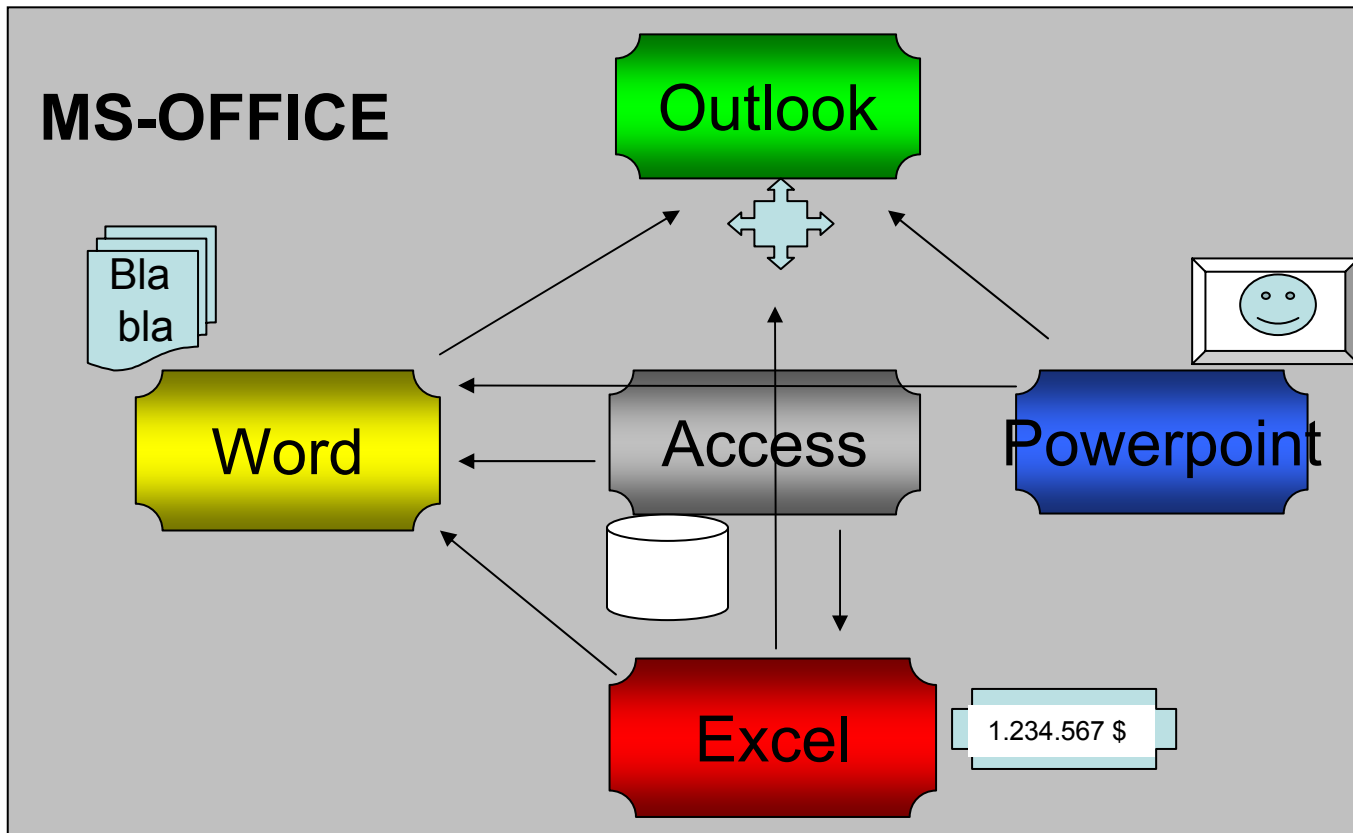 MS-OFFICE
Outlook
Bla
bla
Word
Access
Powerpoint
Excel
1.234.567 $